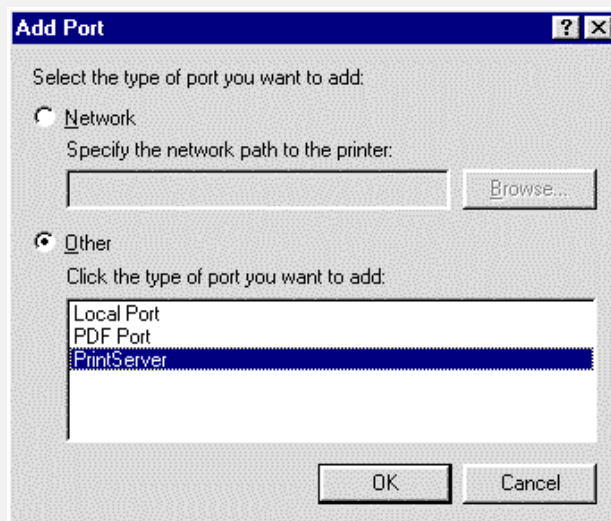 Add Port
Select the type of port you want to add:
Network
Specify the network path to the printer:
Browse...
Other
Click the type of port you want to add:
Local Port
PDF Port
PrintServer
OK Cancel